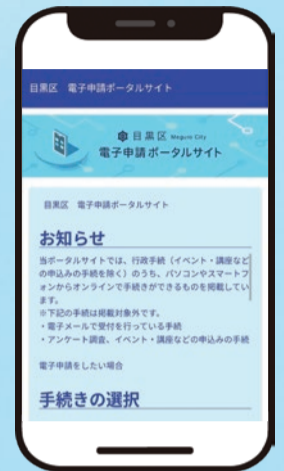 目黒区 電子申請ポータルサイト
目黒区 Meguro City
電子申請ポータルサイト
目黒区 電子申請ポータルサイト
お知らせ
当ポータルサイトでは、行政手続（イベント・講座など
の申込みの手続を除く）のうち、パソコンやスマートフ
ォンからオンラインで手続きができるものを掲載してい
ます。
※下記の手続は掲載対象外です。
・電子メールで受付を行っている手続
・アンケート調査、イベント・講座などの申込みの手続
電子申請をしたい場合
手続きの選択